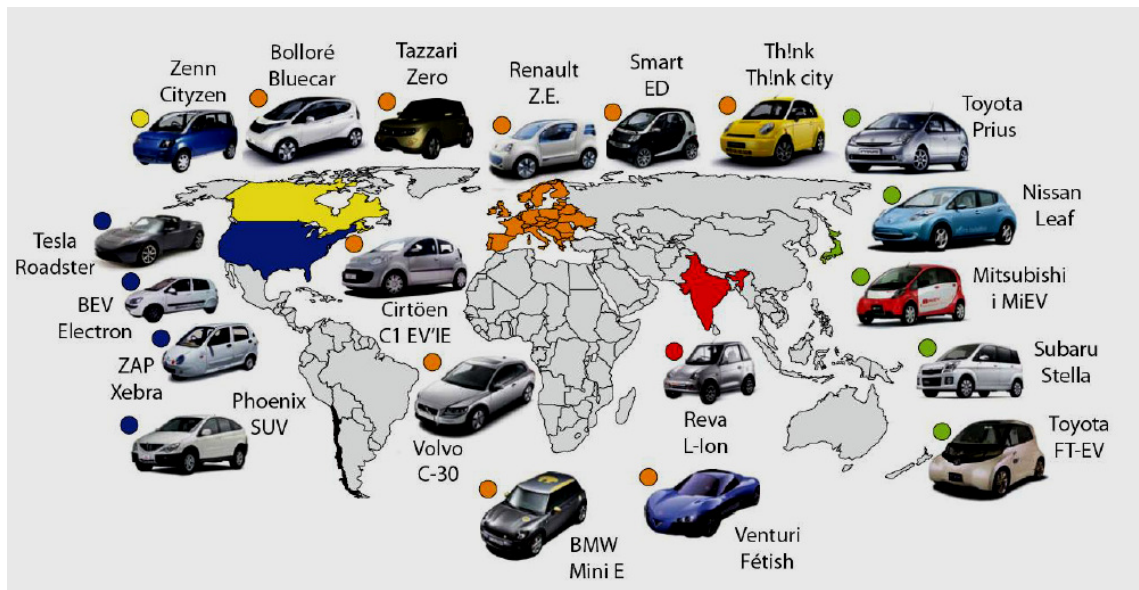 Zenn
Cityzen
Bolloré
Bluecar
Tazzari
Zero
Renault
Z.E.
Smart
ED
Th!nk
Th!nk city
Toyota
Prius
Nissan
Leaf
Tesla
Roadster
Mitsubishi
i MiEV
BEV
Electron
Cirtöen
C1 EV'IE
ZAP
Xebra
Subaru
Stella
Phoenix
SUV
Volvo
C-30
Reva
L-Ion
Toyota
FT-EV
BMW
Mini E
Venturi
Fétish